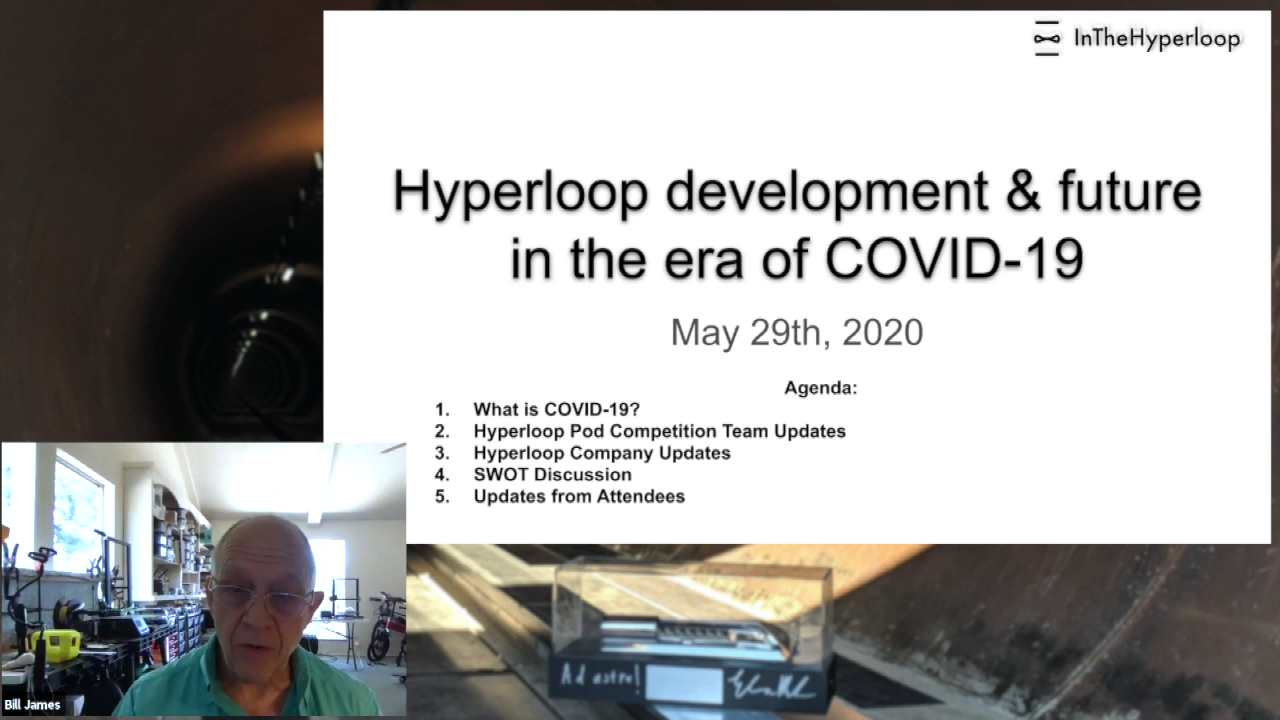 InTheHyperloop
Hyperloop development & future
in the era of COVID-19
May 29th, 2020
Agenda:
1. What is COVID-19?
2. Hyperloop Pod Competition Team Updates
3. Hyperloop Company Updates
4. SWOT Discussion
5. Updates from Attendees
Bill James
Ad astra!